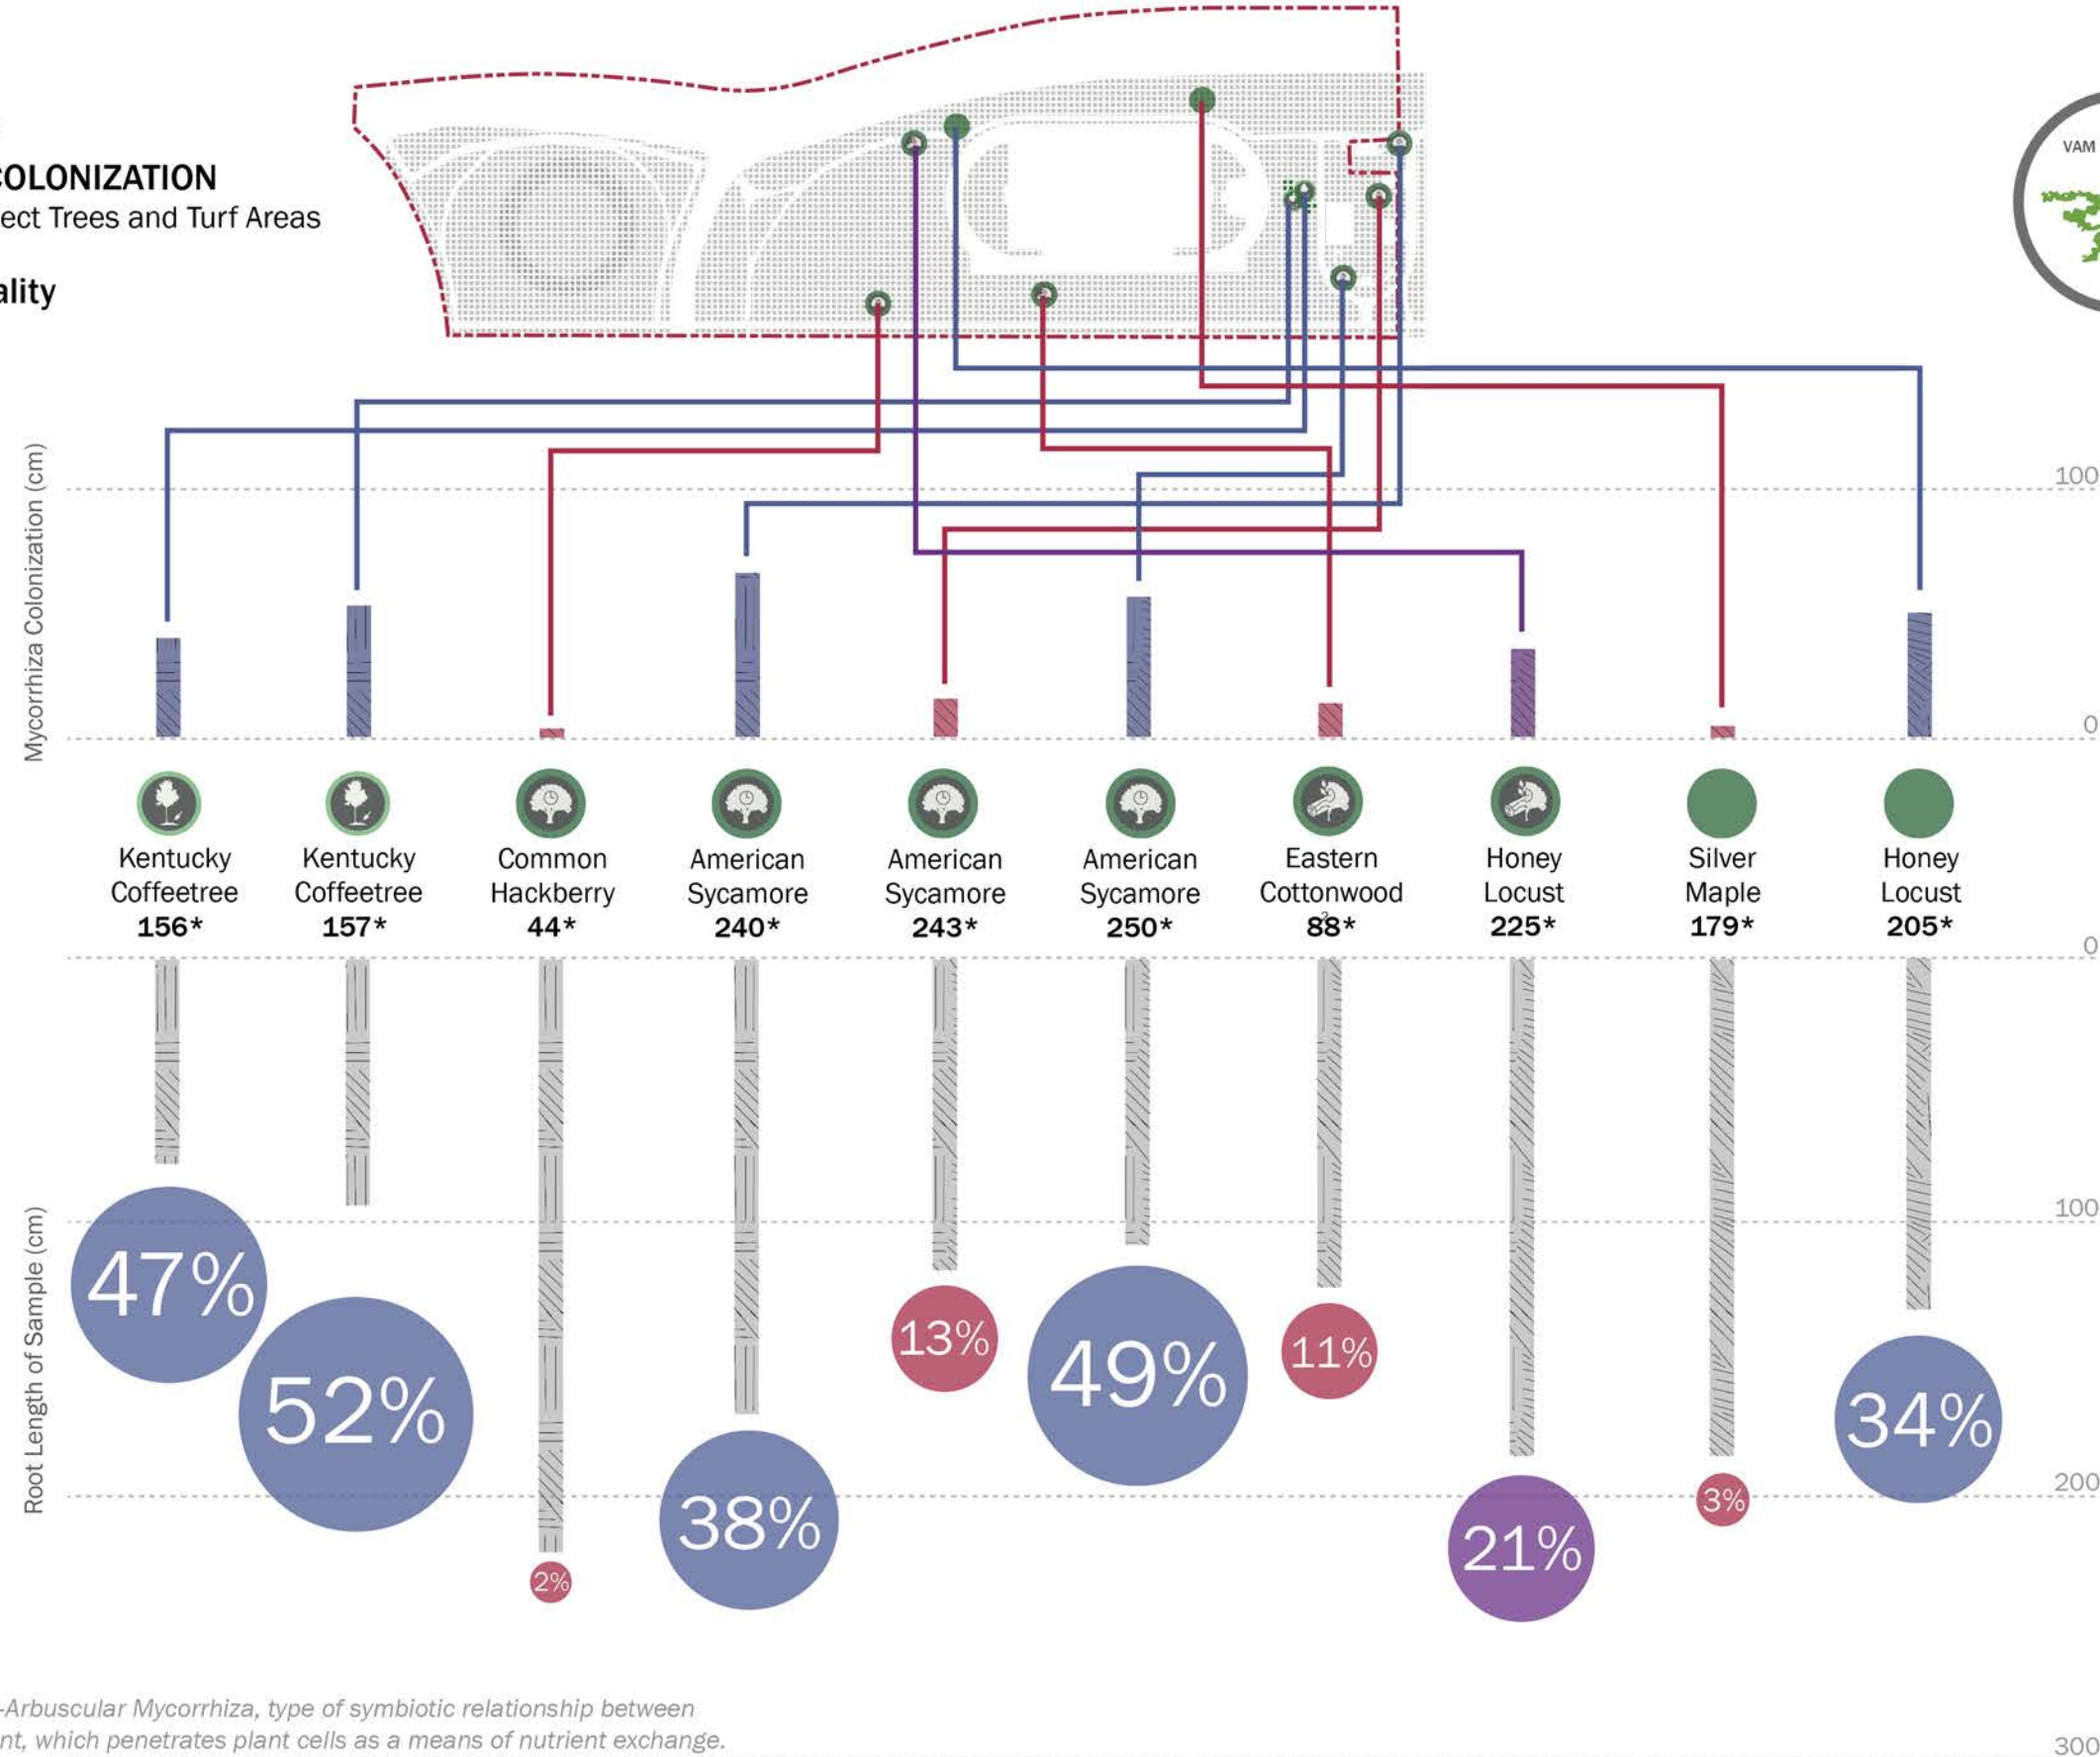 COLONIZATION
ect Trees and Turf Areas
ality
VAM
Mycorrhiza Colonization (cm)
100
0
Kentucky
Coffeetree
156*
Kentucky
Coffeetree
157*
Common
Hackberry
44*
American
Sycamore
240*
American
Sycamore
243*
American
Sycamore
250*
Eastern
Cottonwood
88*
Honey
Locust
225*
Silver
Maple
179*
Honey
Locust
205*
0
Root Length of Sample (cm)
100
200
300
47%
52%
2%
38%
13%
49%
11%
21%
3%
34%
-Arbuscular Mycorrhiza, type of symbiotic relationship between
nt, which penetrates plant cells as a means of nutrient exchange.